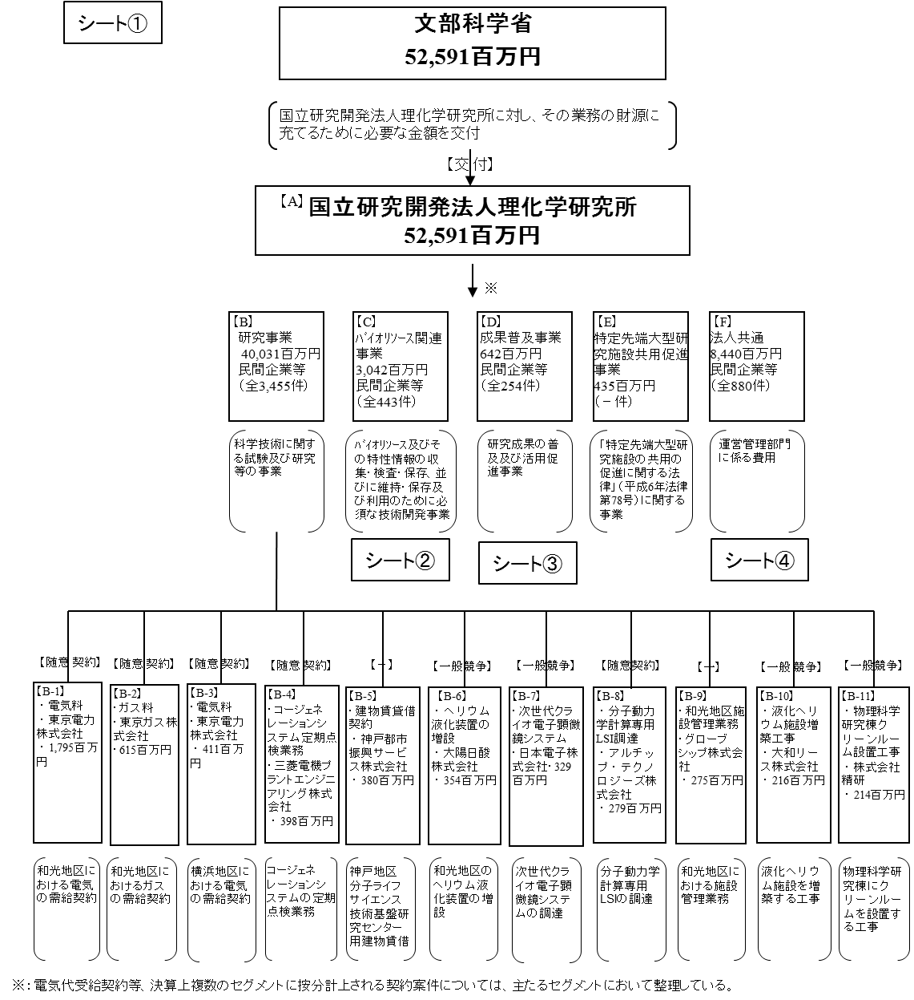 シート①
文部科学省
52,591百万円
国立研究開発法人理化学研究所に対し、その業務の財源に
充てるために必要な金額を交付
【交付】
【A】国立研究開発法人理化学研究所
52,591百万円
※
【B】
研究事業
40,031百万円
民間企業等
（全3,455件）
【C】
ﾊﾞｲｵﾘｿｰｽ関連
事業
3,042百万円
民間企業等
（全443件）
【D】
成果普及事業
642百万円
民間企業等
（全254件）
【E】
特定先端大型研
究施設共用促進
事業
435百万円
（－件）
【F】
法人共通
8,440百万円
民間企業等
（全880件）
科学技術に関す
る試験及び研究
等の事業
ﾊﾞｲｵﾘｿｰｽ及びそ
の特性情報の収
集・検査・保存、並
びに維持・保存及
び利用のために必
須な技術開発事業
研究成果の普
及及び活用促
進事業
「特定先端大型研
究施設の共用の
促進に関する法
律」（平成6年法律
第78号）に関する
事業
運営管理部門
に係る費用
シート②
シート③
シート④
【随意契約】
【B-1】
・電気料
・東京電力
株式会社
・1,795百万
円
【随意契約】
【B-2】
・ガス料
・東京ガス株
式会社
・615百万円
【随意契約】
【B-3】
・電気料
・東京電力
株式会社
・411百万
円
【随意契約】
【B-4】
・コージェネ
レーションシ
ステム定期点
検業務
・三菱電機プ
ラントエンジニ
アリング株式
会社
・398百万円
【－】
【B-5】
・建物賃貸借
契約
・神戸都市
振興サービ
ス株式会社
・380百万円
【一般競争】
【B-6】
・ヘリウム
液化装置の
増設
・大陽日酸
株式会社
・354百万円
【一般競争】
【B-7】
・次世代クラ
イオ電子顕微
鏡システム
・日本電子株
式会社・329
百万円
【随意契約】
【B-8】
・分子動力
学計算専用
LSI調達
・アルチッ
プ・テクノ
ロジーズ株
式会社
・279百万円
【－】
【B-9】
・和光地区施
設管理業務
・グローブ
シップ株式会
社
・275百万円
【一般競争】
【B-10】
・液化ヘリ
ウム施設増
築工事
・大和リー
ス株式会社
・216百万円
【一般競争】
【B-11】
・物理科学
研究棟ク
リーンルー
ム設置工事
・株式会社
精研
・214百万円
和光地区に
おける電気
の需給契約
和光地区に
おけるガス
の需給契約
横浜地区に
おける電気
の需給契約
コージェネ
レーションシ
ステムの定期
点検業務
神戸地区
分子ライフ
サイエンス
技術基盤研
究センター
用建物賃借
和光地区の
ヘリウム液
化装置の増
設
次世代クラ
イオ電子顕
微鏡システ
ムの調達
分子動力学
計算専用
LSIの調達
和光地区に
おける施設
管理業務
液化ヘリウ
ム施設を増
築する工事
物理科学研
究棟にク
リーンルー
ムを設置す
る工事
※：電気代受給契約等、決算上複数のセグメントに按分計上される契約案件については、主たるセグメントにおいて整理している。